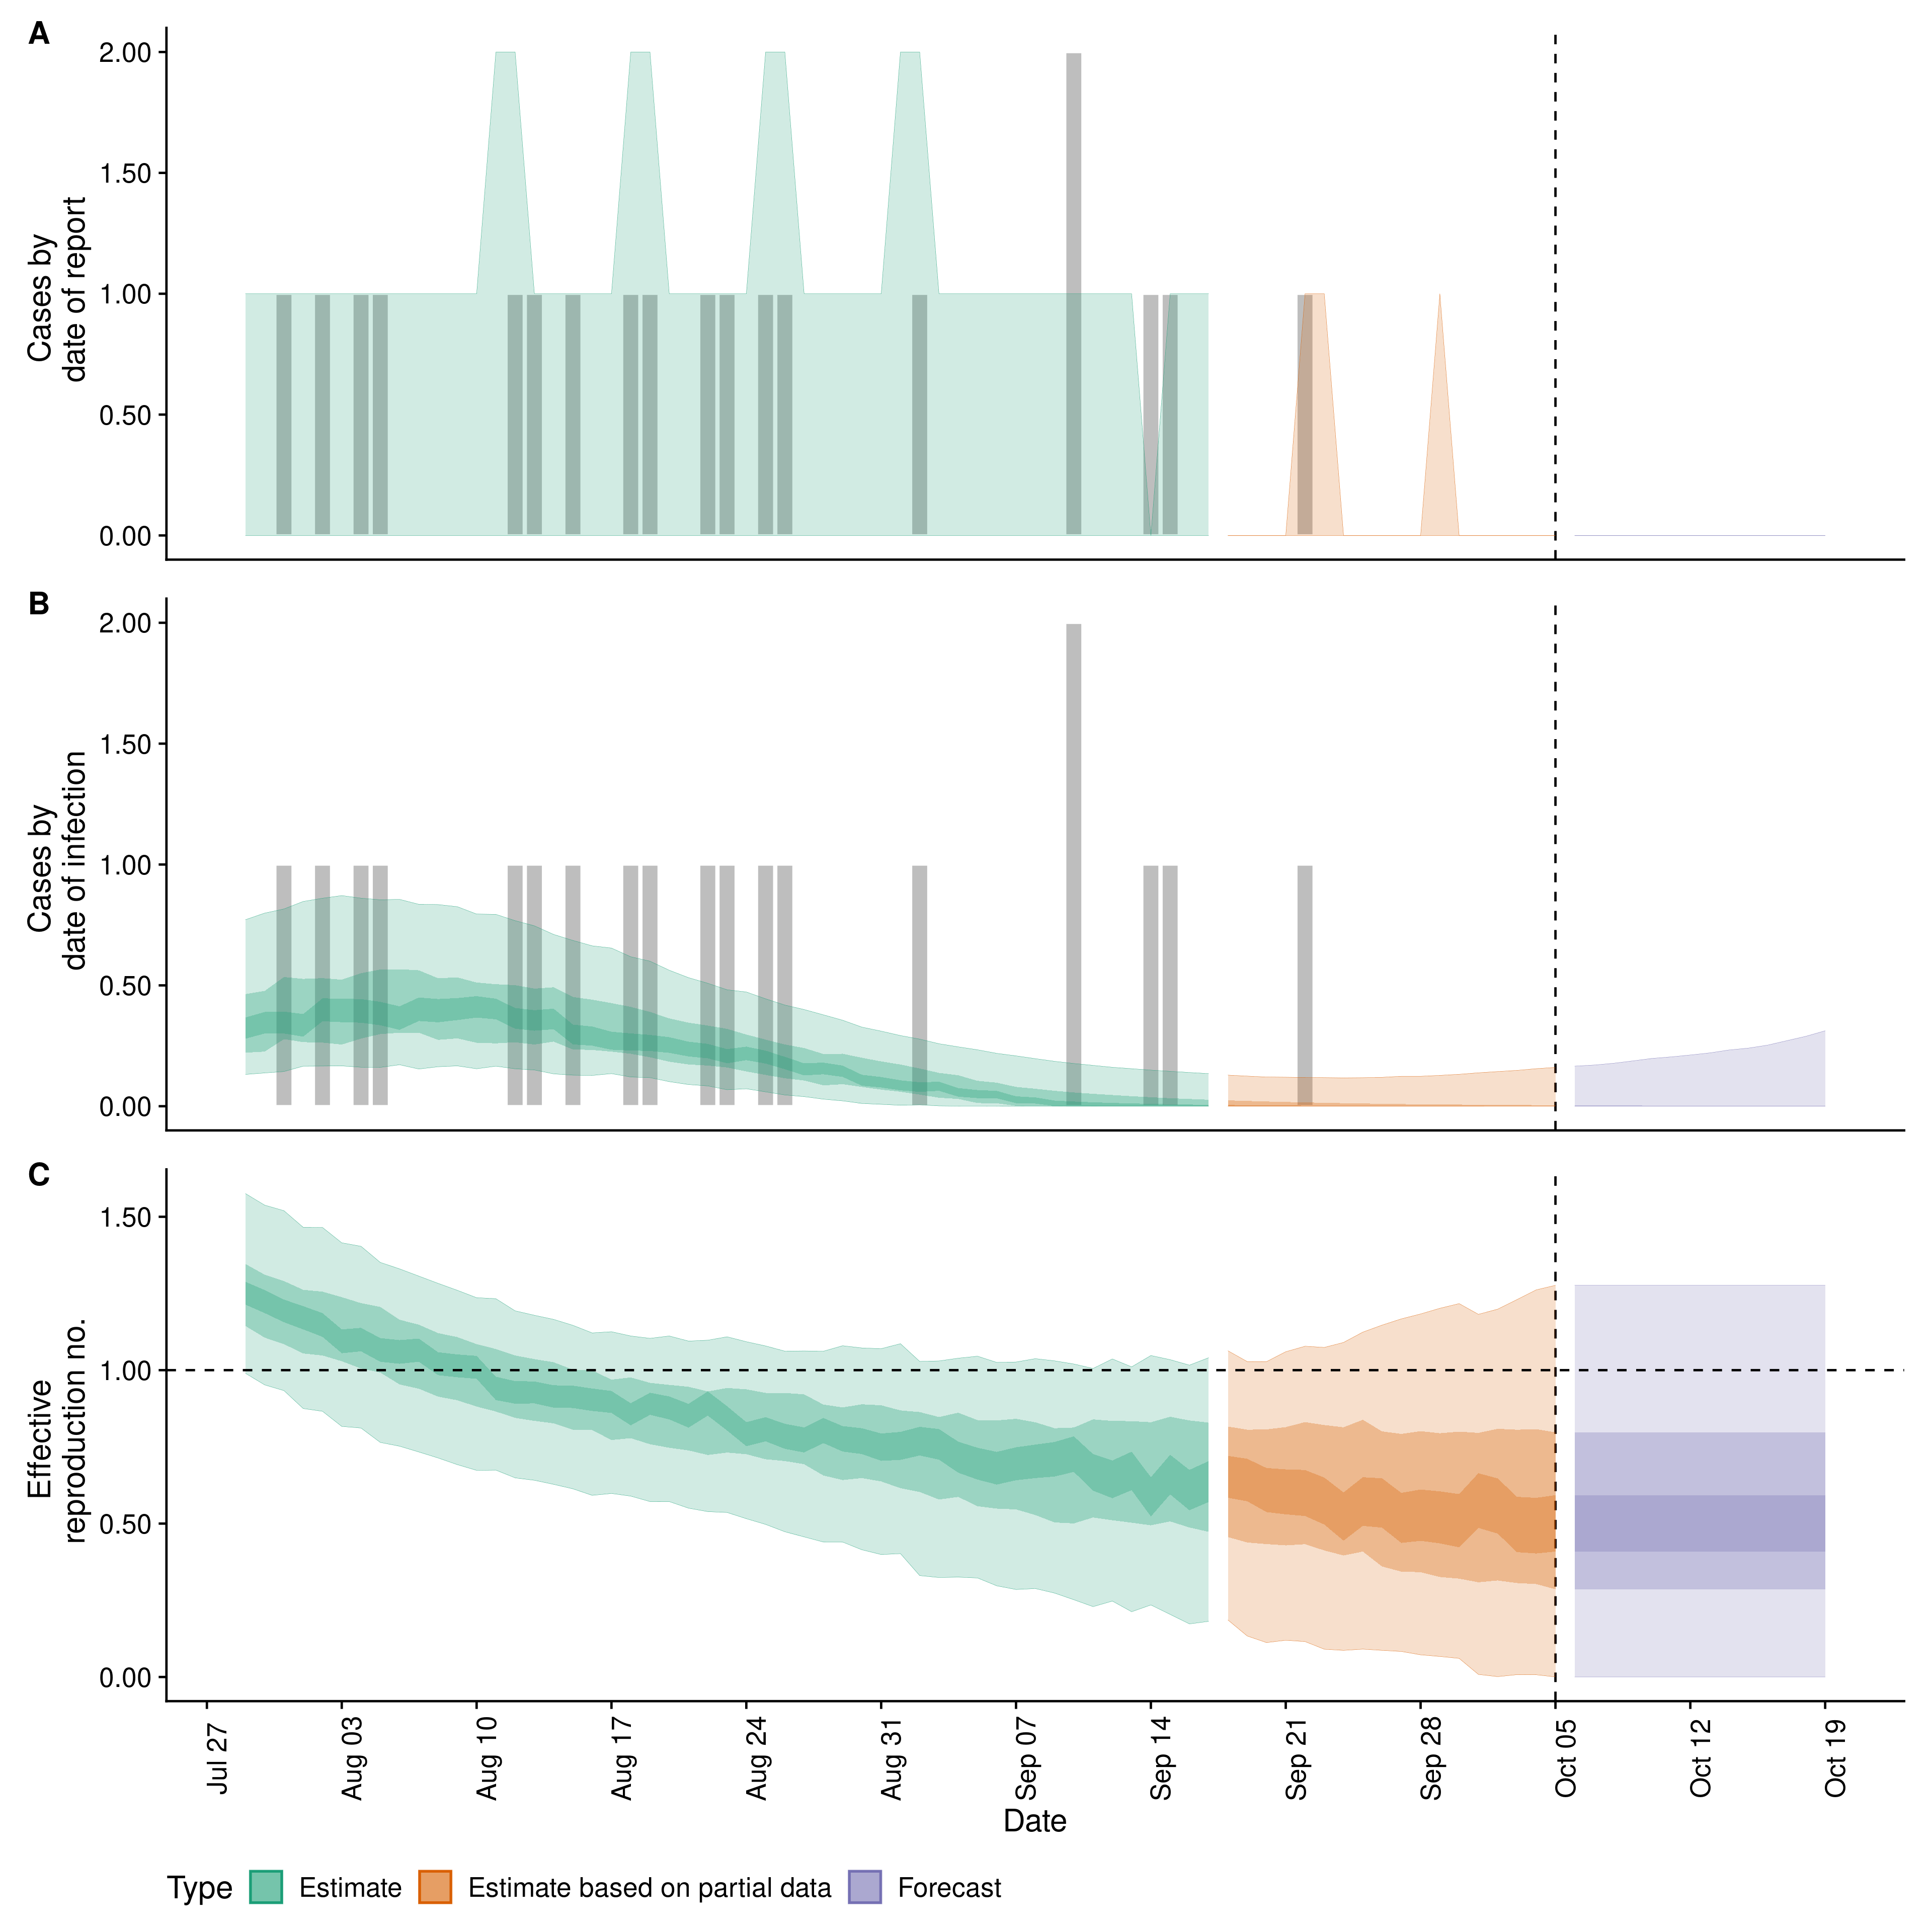 A
Cases by
date of report
2.00
1.50
1.00
0.50
0.00
B
Cases by
date of infection
2.00
1.50
1.00
0.50
0.00
C
Effective
reproduction no.
1.50
1.00
0.50
0.00
Jul 27
Aug 03
Aug 10
Aug 17
Aug 24
Aug 31
Sep 07
Sep 14
Sep 21
Sep 28
Oct 05
Oct 12
Oct 19
Date
Type Estimate Estimate based on partial data Forecast